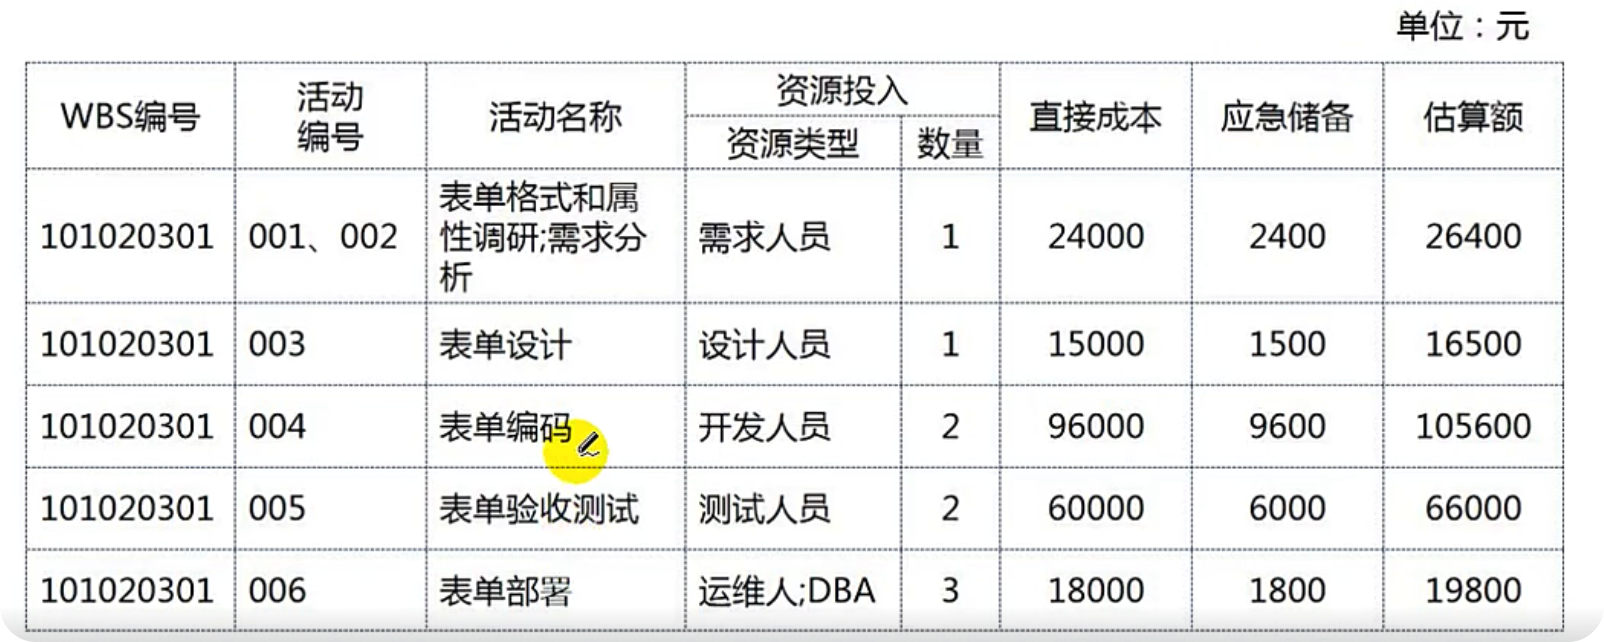 单位：元
WBS编号 活动编号 活动名称 资源投入 直接成本 应急储备 估算额
资源类型 数量
101020301 001、002 表单格式和属性调研;需求分析 需求人员 1 24000 2400 26400
101020301 003 表单设计 设计人员 1 15000 1500 16500
101020301 004 表单编码 开发人员 2 96000 9600 105600
101020301 005 表单验收测试 测试人员 2 60000 6000 66000
101020301 006 表单部署 运维人;DBA 3 18000 1800 19800